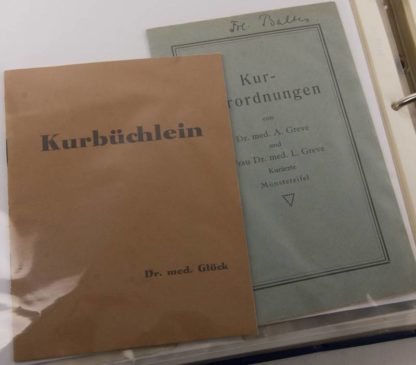 Kurbüchlein
Dr. med. Glück
Kur-
rordnungen
von
Dr. med. A. Greve
und
rau Dr. med. L. Greve
Kurärzte
Münstereifel